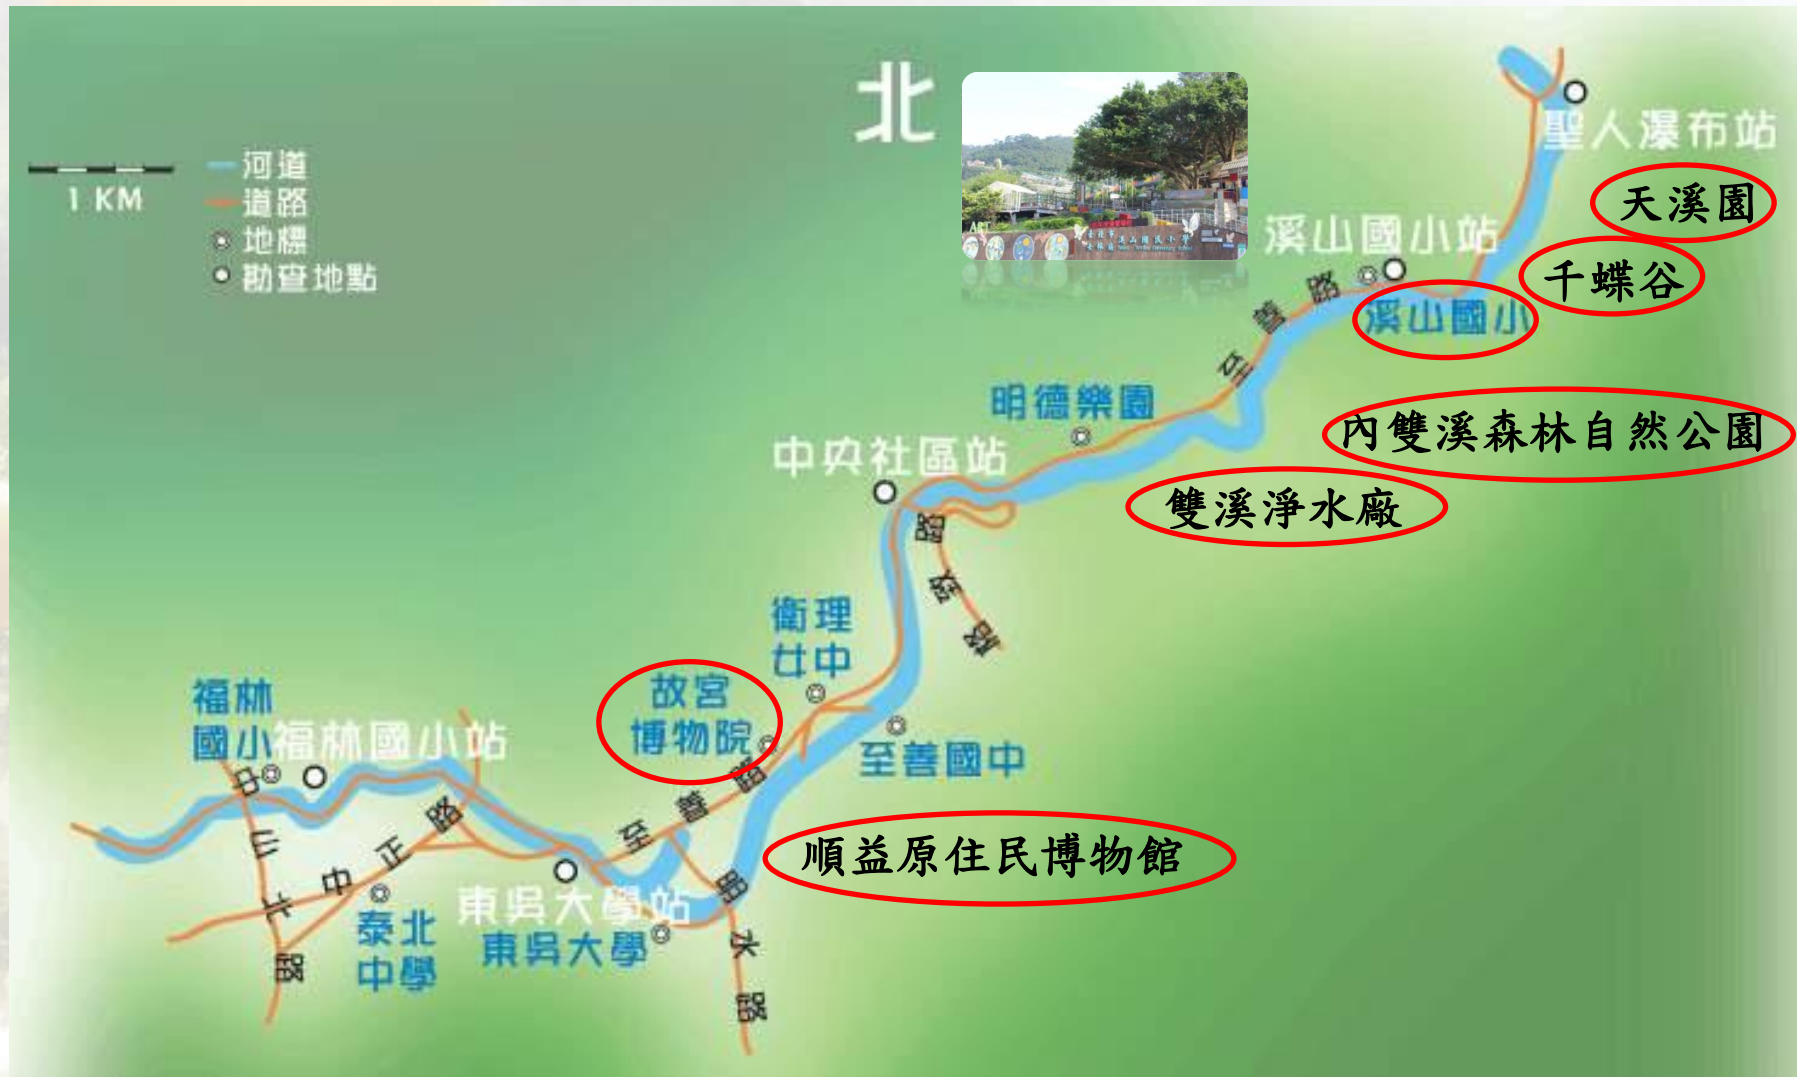 北
1 KM
河道
道路
地標
勘查地點
聖人瀑布站
天溪園
千蝶谷
溪山國小站
溪山國小
至善路
明德樂園
內雙溪森林自然公園
中央社區站
雙溪淨水廠
衛理
女中
故宮
博物院
至善國中
至善路
福林
國小
福林國小站
中山北路
中正路
順益原住民博物館
東吳大學站
東吳大學
泰北
中學
明水路